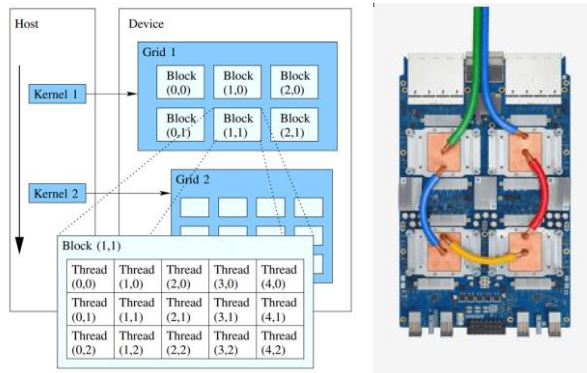 Host
Device
Grid 1
Kernel 1
Block
(0,0)
Block
(1,0)
Block
(2,0)
Block
(0,1)
Block
(1,1)
Block
(2,1)
Kernel 2
Grid 2
Block (1,1)
Thread
(0,0)
Thread
(1,0)
Thread
(2,0)
Thread
(3,0)
Thread
(4,0)
Thread
(0,1)
Thread
(1,1)
Thread
(2,1)
Thread
(3,1)
Thread
(4,1)
Thread
(0,2)
Thread
(1,2)
Thread
(2,2)
Thread
(3,2)
Thread
(4,2)